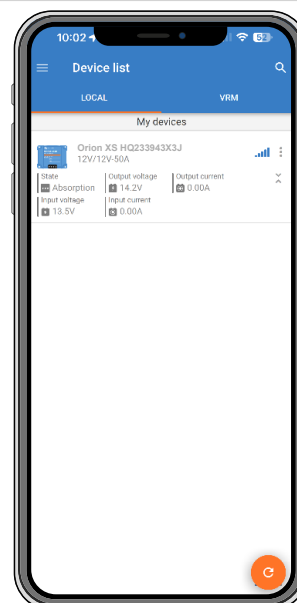 10:02
52
Device list
LOCAL
VRM
My devices
Orion XS HQ233943X3J
12V/12V-50A
State
Output voltage
Output current
Absorption
14.2V
0.00A
Input voltage
Input current
13.5V
0.00A